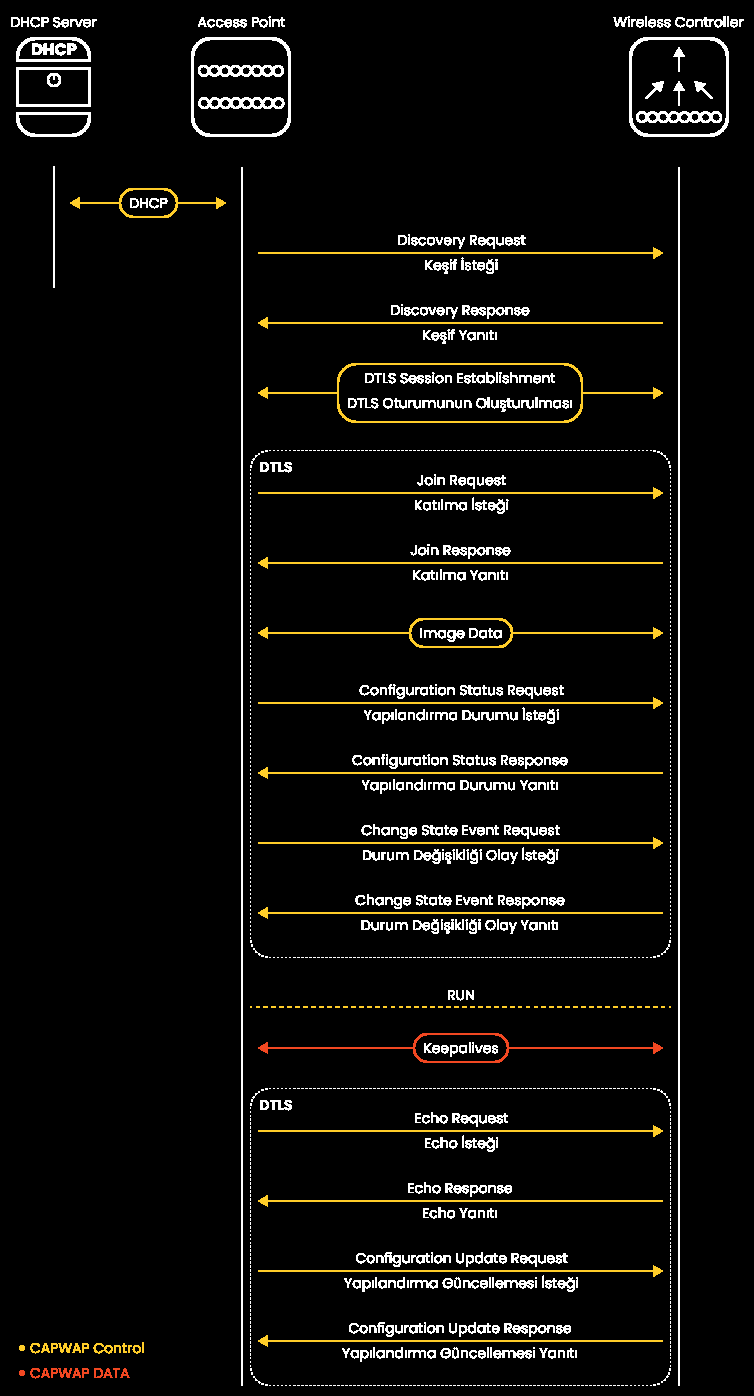 DHCP Server
Access Point
Wireless Controller
DHCP
DHCP
Discovery Request
Keşif İsteği
Discovery Response
Keşif Yanıtı
DTLS Session Establishment
DTLS Oturumunun Oluşturulması
DTLS
Join Request
Katılma İsteği
Join Response
Katılma Yanıtı
Image Data
Configuration Status Request
Yapılandırma Durumu İsteği
Configuration Status Response
Yapılandırma Durumu Yanıtı
Change State Event Request
Durum Değişikliği Olay İsteği
Change State Event Response
Durum Değişikliği Olay Yanıtı
RUN
Keepalives
DTLS
Echo Request
Echo İsteği
Echo Response
Echo Yanıtı
Configuration Update Request
Yapılandırma Güncellemesi İsteği
Configuration Update Response
Yapılandırma Güncellemesi Yanıtı
• CAPWAP Control
• CAPWAP DATA